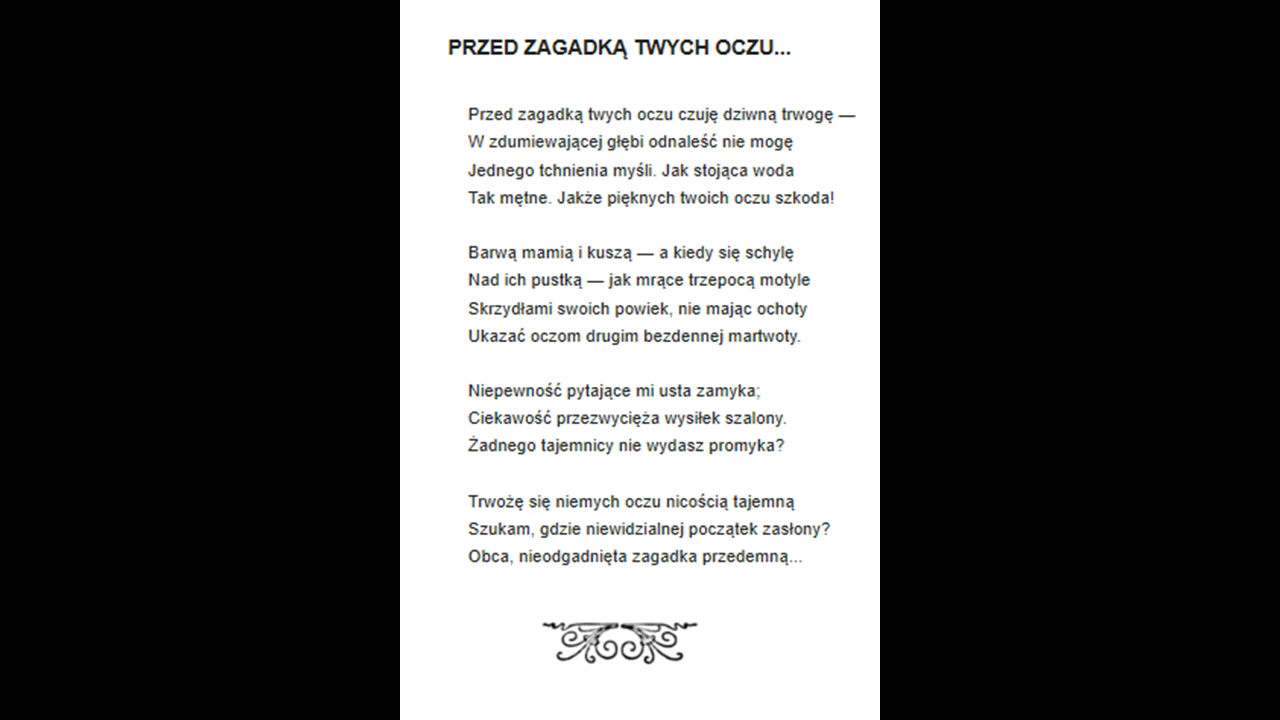 PRZED ZAGADKĄ TWYCH OCZU...
Przed zagadką twych oczu czuję dziwną trwogę —
W zdumiewającej głębi odnaleść nie mogę
Jednego tchnienia myśli. Jak stojąca woda
Tak mętne. Jakże pięknych twoich oczu szkoda!
Barwą mamią i kuszą — a kiedy się schylę
Nad ich pustką — jak mrące trzepocą motyle
Skrzydłami swoich powiek, nie mając ochoty
Ukazać oczom drugim bezdennej martwoty.
Niepewność pytające mi usta zamyka;
Ciekawość przezwycięża wysiłek szalony.
Żadnego tajemnicy nie wydasz promyka?
Trwożę się niemych oczu nicością tajemną
Szukam, gdzie niewidzialnej początek zasłony?
Obca, nieodgadnięta zagadka przedemną...